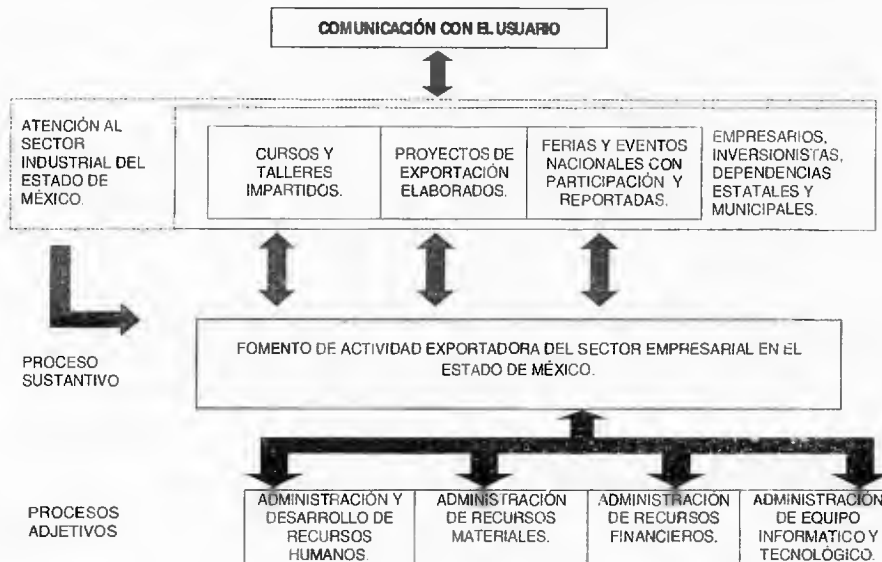 COMUNICACIÓN CON EL USUARIO
ATENCIÓN AL
SECTOR
INDUSTRIAL DEL
ESTADO DE
MÉXICO.
CURSOS Y
TALLERES
IMPARTIDOS.
PROYECTOS DE
EXPORTACIÓN
ELABORADOS.
FERIAS Y EVENTOS
NACIONALES CON
PARTICIPACIÓN Y
REPORTADAS.
EMPRESARIOS,
INVERSIONISTAS,
DEPENDENCIAS
ESTATALES Y
MUNICIPALES.
PROCESO
SUSTANTIVO
FOMENTO DE ACTIVIDAD EXPORTADORA DEL SECTOR EMPRESARIAL EN EL
ESTADO DE MÉXICO.
PROCESOS
ADJETIVOS
ADMINISTRACIÓN Y
DESARROLLO DE
RECURSOS
HUMANOS.
ADMINISTRACIÓN
DE RECURSOS
MATERIALES.
ADMINISTRACIÓN
DE RECURSOS
FINANCIEROS.
ADMINISTRACIÓN
DE EQUIPO
INFORMATICO Y
TECNOLÓGICO.